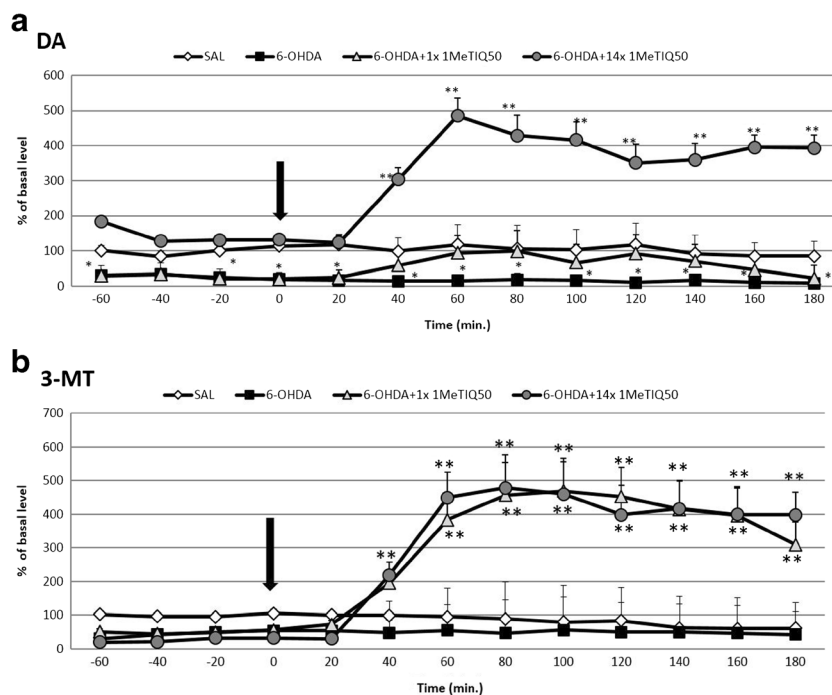 a
DA
SAL 6-OHDA 6-OHDA+1x 1MeTIQ50 6-OHDA+14x 1MeTIQ50
% of basal level
600
500
400
300
200
100
0
** ** ** ** ** ** ** **
* * * * * * * * * * * * *
-60 -40 -20 0 20 40 60 80 100 120 140 160 180
Time (min.)
b
3-MT
SAL 6-OHDA 6-OHDA+1x 1MeTIQ50 6-OHDA+14x 1MeTIQ50
% of basal level
700
600
500
400
300
200
100
0
** ** ** ** ** ** ** **
** ** ** ** ** ** **
-60 -40 -20 0 20 40 60 80 100 120 140 160 180
Time (min.)